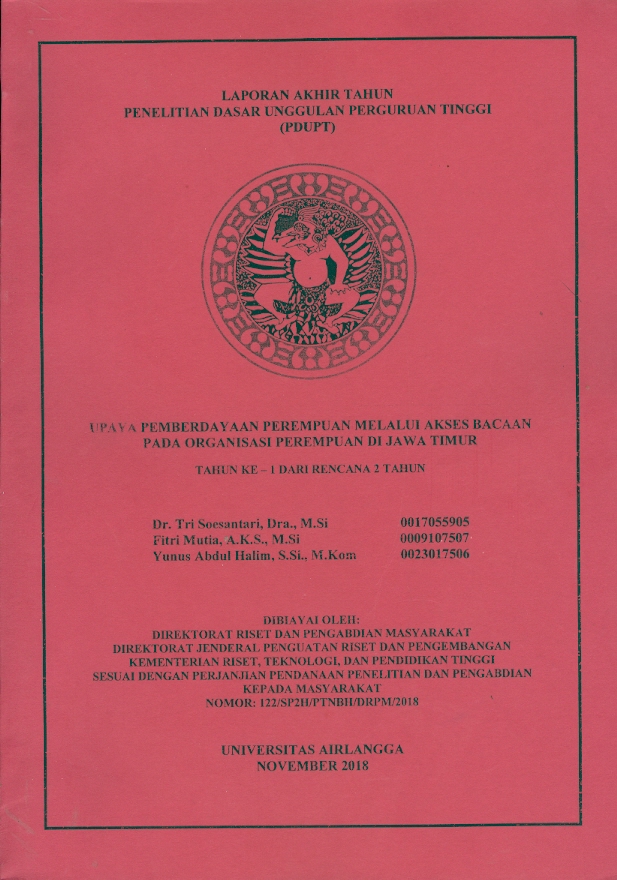 LAPORAN AKHIR TAHUN
PENELITIAN DASAR UNGGULAN PERGURUAN TINGGI
(PDUPT)
UPAYA PEMBERDAYAAN PEREMPUAN MELALUI AKSES BACAAN
PADA ORGANISASI PEREMPUAN DI JAWA TIMUR
TAHUN KE – 1 DARI RENCANA 2 TAHUN
Dr. Tri Soesantari, Dra., M.Si 0017055905
Fitri Mutia, A.K.S., M.Si 0009107507
Yunus Abdul Halim, S.Si., M.Kom 0023017506
DIBIAYAI OLEH:
DIREKTORAT RISET DAN PENGABDIAN MASYARAKAT
DIREKTORAT JENDERAL PENGUATAN RISET DAN PENGEMBANGAN
KEMENTERIAN RISET, TEKNOLOGI, DAN PENDIDIKAN TINGGI
SESUAI DENGAN PERJANJIAN PENDANAAN PENELITIAN DAN PENGABDIAN
KEPADA MASYARAKAT
NOMOR: 122/SP2H/PTNBH/DRPM/2018
UNIVERSITAS AIRLANGGA
NOVEMBER 2018